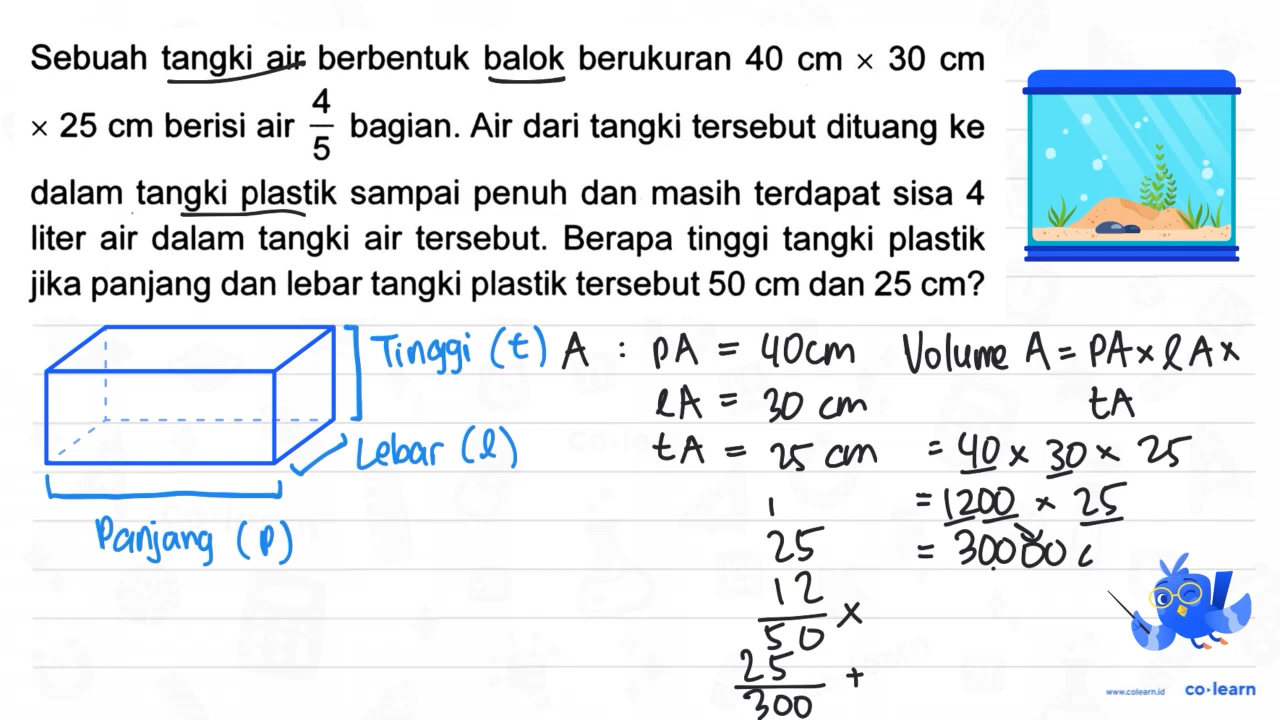 Sebuah tangki air berbentuk balok berukuran 40 cm × 30 cm
× 25 cm berisi air 4/5 bagian. Air dari tangki tersebut dituang ke
dalam tangki plastik sampai penuh dan masih terdapat sisa 4
liter air dalam tangki air tersebut. Berapa tinggi tangki plastik
jika panjang dan lebar tangki plastik tersebut 50 cm dan 25 cm?
Tinggi (t)
Lebar (l)
Panjang (p)
A : pA = 40 cm
lA = 30 cm
tA = 25 cm
Volume A = PA × lA ×
tA
= 40 × 30 × 25
= 1200 × 25
= 30000 c
1
25
12
×
50
25
+
300
www.colearn.id
co·learn